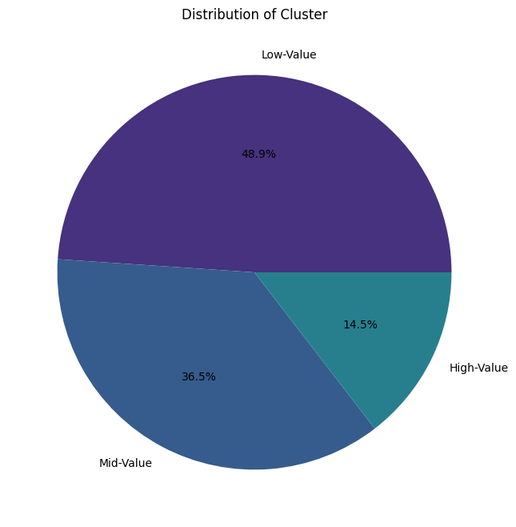 Distribution of Cluster
Low-Value
48.9%
14.5%
High-Value
36.5%
Mid-Value